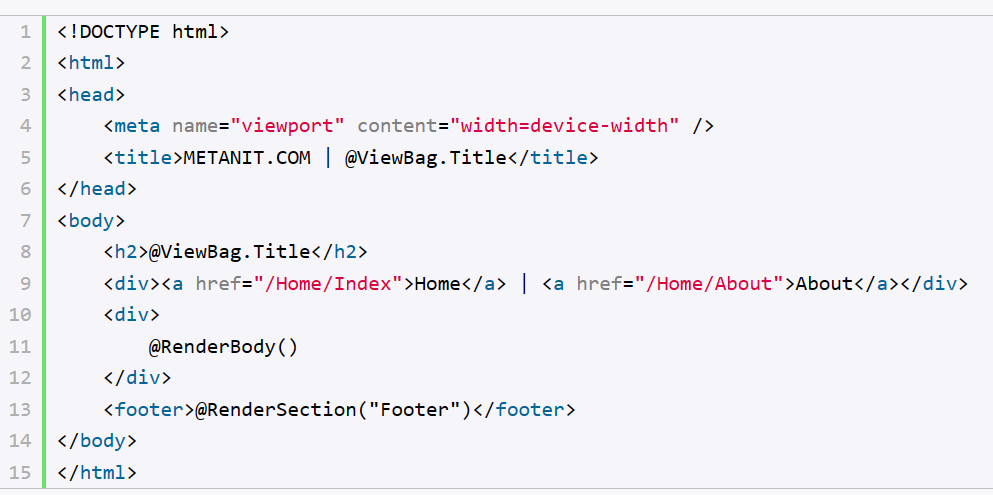 1 <!DOCTYPE html>
2 <html>
3 <head>
4     <meta name="viewport" content="width=device-width" />
5     <title>METANIT.COM | @ViewBag.Title</title>
6 </head>
7 <body>
8     <h2>@ViewBag.Title</h2>
9     <div><a href="/Home/Index">Home</a> | <a href="/Home/About">About</a></div>
10     <div>
11         @RenderBody()
12     </div>
13     <footer>@RenderSection("Footer")</footer>
14 </body>
15 </html>